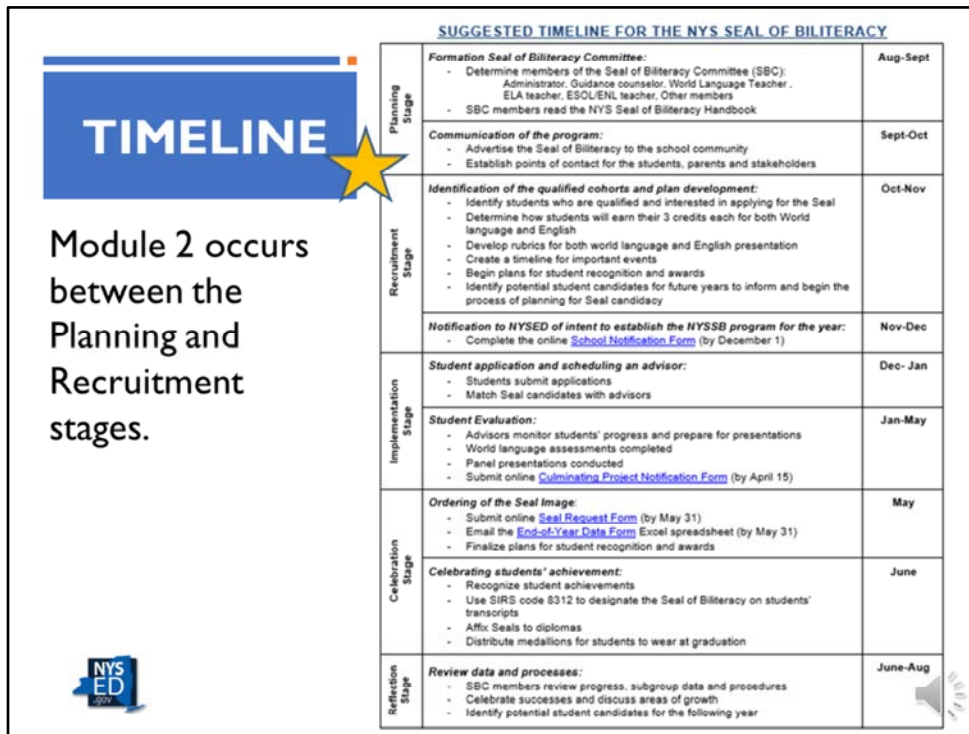 SUGGESTED TIMELINE FOR THE NYS SEAL OF BILITERACY
TIMELINE
Module 2 occurs
between the
Planning and
Recruitment
stages.
Planning
Stage
Formation Seal of Biliteracy Committee:
- Determine members of the Seal of Biliteracy Committee (SBC):
Administrator, Guidance counselor, World Language Teacher ,
ELA teacher, ESOL/ENL teacher, Other members
- SBC members read the NYS Seal of Biliteracy Handbook
Aug-Sept
Communication of the program:
- Advertise the Seal of Biliteracy to the school community
- Establish points of contact for the students, parents and stakeholders
Sept-Oct
Recruitment
Stage
Identification of the qualified cohorts and plan development:
- Identify students who are qualified and interested in applying for the Seal
- Determine how students will earn their 3 credits each for both World
language and English
- Develop rubrics for both world language and English presentation
- Create a timeline for important events
- Begin plans for student recognition and awards
- Identify potential student candidates for future years to inform and begin the
process of planning for Seal candidacy
Oct-Nov
Notification to NYSED of intent to establish the NYSSB program for the year:
- Complete the online School Notification Form (by December 1)
Nov-Dec
Implementation
Stage
Student application and scheduling an advisor:
- Students submit applications
- Match Seal candidates with advisors
Dec- Jan
Student Evaluation:
- Advisors monitor students' progress and prepare for presentations
- World language assessments completed
- Panel presentations conducted
- Submit online Culminating Project Notification Form (by April 15)
Jan-May
Celebration
Stage
Ordering of the Seal Image:
- Submit online Seal Request Form (by May 31)
- Email the End-of-Year Data Form Excel spreadsheet (by May 31)
- Finalize plans for student recognition and awards
May
Celebrating students' achievement:
- Recognize student achievements
- Use SIRS code 8312 to designate the Seal of Biliteracy on students'
transcripts
- Affix Seals to diplomas
- Distribute medallions for students to wear at graduation
June
Reflection
Stage
Review data and processes:
- SBC members review progress, subgroup data and procedures
- Celebrate successes and discuss areas of growth
- Identify potential student candidates for the following year
June-Aug
NYS
ED
.gov